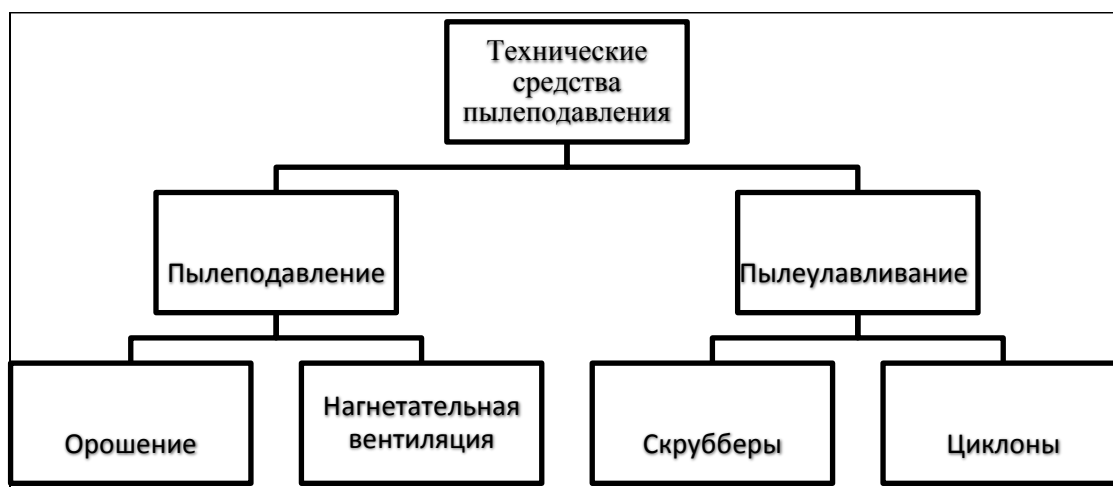 Технические
средства
пылеподавления
Пылеподавление
Пылеулавливание
Орошение
Нагнетательная
вентиляция
Скрубберы
Циклоны